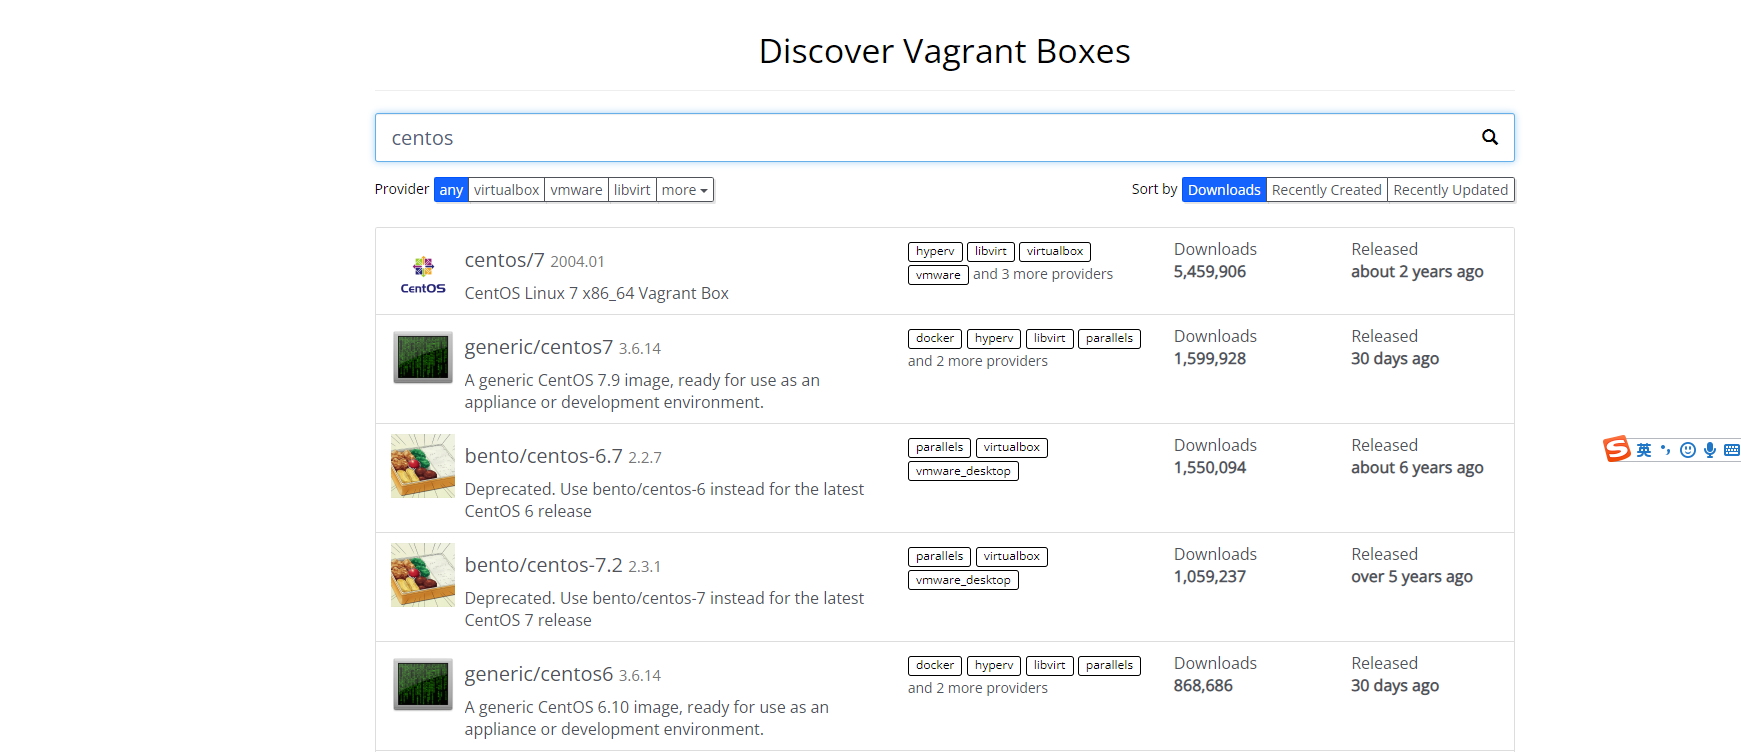 Discover Vagrant Boxes
centos
Provider any virtualbox vmware libvirt more
Sort by Downloads Recently Created Recently Updated
CentOS
centos/7 2004.01
CentOS Linux 7 x86_64 Vagrant Box
hyperv libvirt virtualbox
vmware and 3 more providers
Downloads
5,459,906
Released
about 2 years ago
generic/centos7 3.6.14
A generic CentOS 7.9 image, ready for use as an
appliance or development environment.
docker hyperv libvirt parallels
and 2 more providers
Downloads
1,599,928
Released
30 days ago
bento/centos-6.7 2.2.7
Deprecated. Use bento/centos-6 instead for the latest
CentOS 6 release
parallels virtualbox
vmware_desktop
Downloads
1,550,094
Released
about 6 years ago
bento/centos-7.2 2.3.1
Deprecated. Use bento/centos-7 instead for the latest
CentOS 7 release
parallels virtualbox
vmware_desktop
Downloads
1,059,237
Released
over 5 years ago
generic/centos6 3.6.14
A generic CentOS 6.10 image, ready for use as an
appliance or development environment.
docker hyperv libvirt parallels
and 2 more providers
Downloads
868,686
Released
30 days ago
S 英